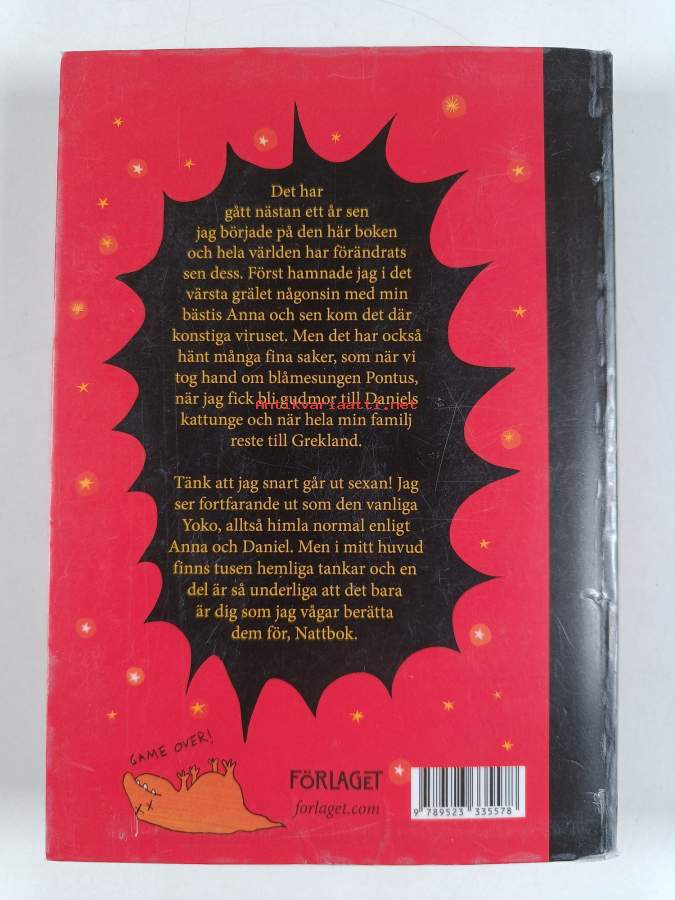 Det har
gått nästan ett år sen
jag började på den här boken
och hela världen har förändrats
sen dess. Först hamnade jag i det
värsta grälet någonsin med min
bästis Anna och sen kom det där
konstiga viruset. Men det har också
hänt många fina saker, som när vi
tog hand om blåmesungen Pontus,
när jag fick bli gudmor till Daniels
Antikvariaatti.net
kattunge och när hela min familj
reste till Grekland.
Tänk att jag snart går ut sexan! Jag
ser fortfarande ut som den vanliga
Yoko, alltså himla normal enligt
Anna och Daniel. Men i mitt huvud
finns tusen hemliga tankar och en
del är så underliga att det bara
är dig som jag vågar berätta
dem för, Nattbok.
GAME OVER!
FÖRLAGET
forlaget.com
9 789523 335578